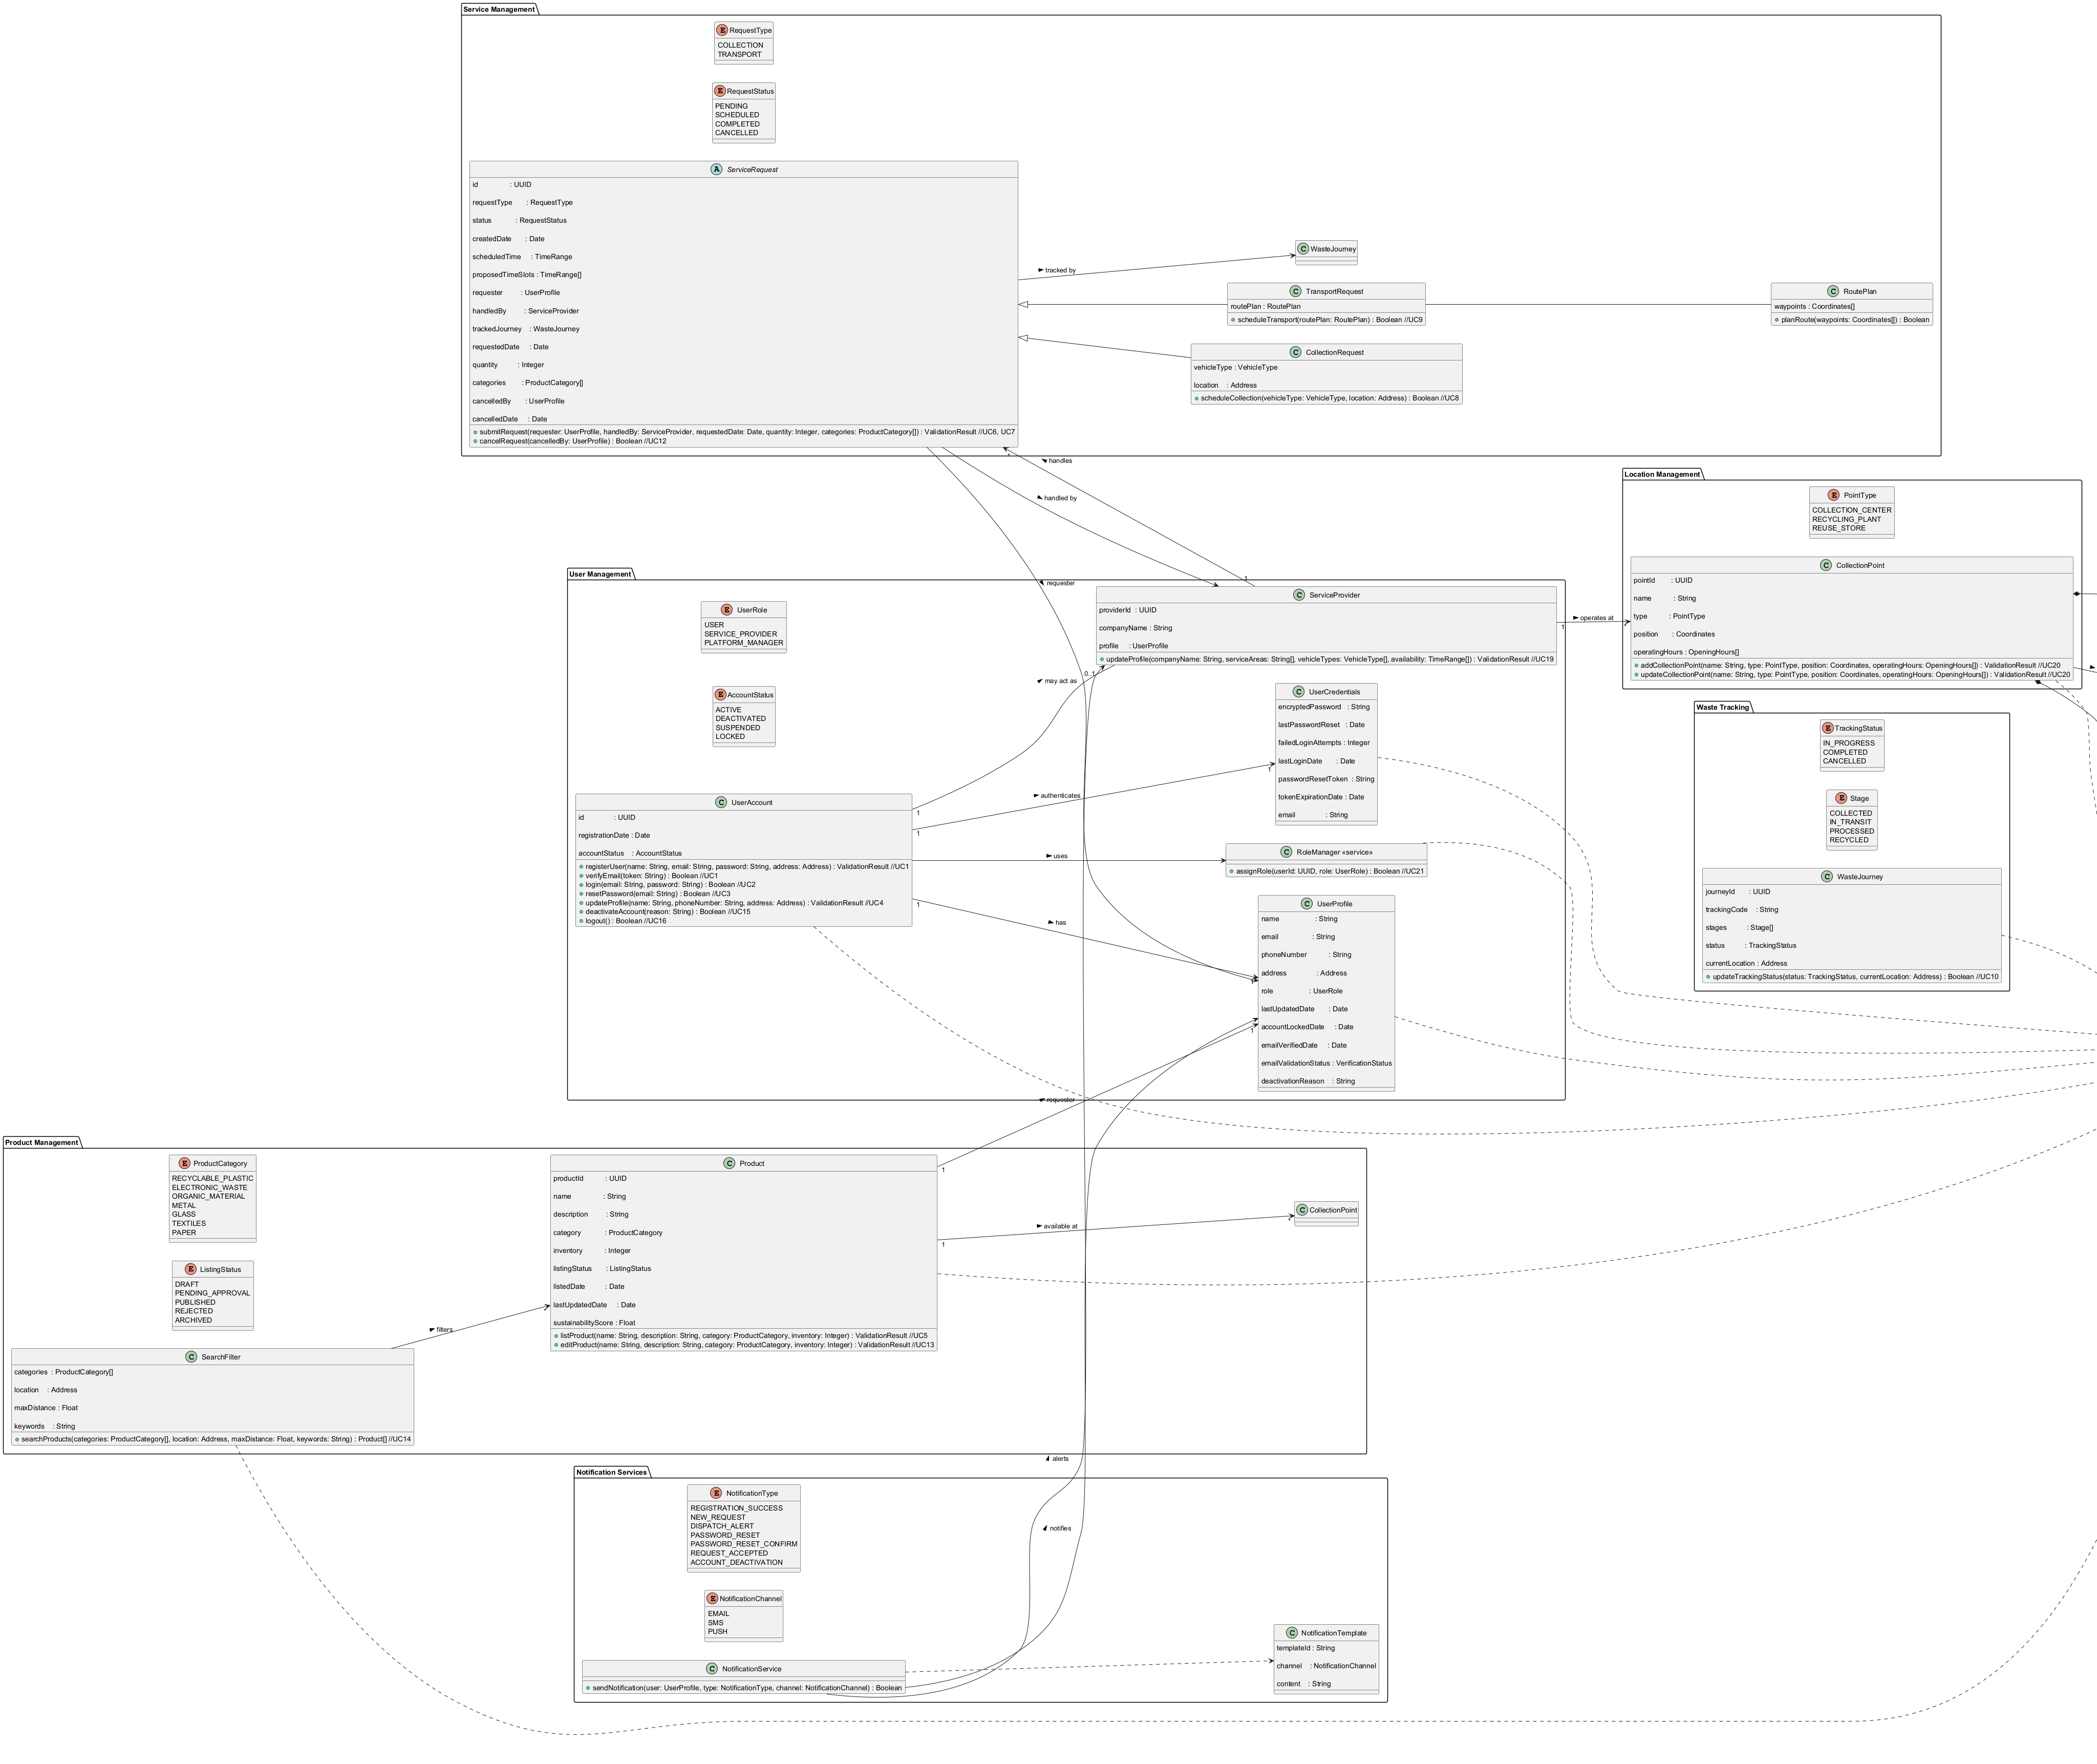 Service Management
E RequestType
COLLECTION
TRANSPORT
E RequestStatus
PENDING
SCHEDULED
COMPLETED
CANCELLED
A ServiceRequest
id : UUID
requestType : RequestType
status : RequestStatus
createdDate : Date
scheduledTime : TimeRange
proposedTimeSlots : TimeRange[]
requester : UserProfile
handledBy : ServiceProvider
trackedJourney : WasteJourney
requestedDate : Date
quantity : Integer
categories : ProductCategory[]
cancelledBy : UserProfile
cancelledDate : Date
submitRequest(requester: UserProfile, handledBy: ServiceProvider, requestedDate: Date, quantity: Integer, categories: ProductCategory[]) : ValidationResult //UC6, UC7
cancelRequest(cancelledBy: UserProfile) : Boolean //UC12
tracked by
C WasteJourney
C TransportRequest
routePlan : RoutePlan
scheduleTransport(routePlan: RoutePlan) : Boolean //UC9
C RoutePlan
waypoints : Coordinates[]
planRoute(waypoints: Coordinates[]) : Boolean
C CollectionRequest
vehicleType : VehicleType
location : Address
scheduleCollection(vehicleType: VehicleType, location: Address) : Boolean //UC8
*
handles
handled by
requester
Location Management
E PointType
COLLECTION_CENTER
RECYCLING_PLANT
REUSE_STORE
C CollectionPoint
pointId : UUID
name : String
type : PointType
position : Coordinates
operatingHours : OpeningHours[]
addCollectionPoint(name: String, type: PointType, position: Coordinates, operatingHours: OpeningHours[]) : ValidationResult //UC20
updateCollectionPoint(name: String, type: PointType, position: Coordinates, operatingHours: OpeningHours[]) : ValidationResult //UC20
User Management
E UserRole
USER
SERVICE_PROVIDER
PLATFORM_MANAGER
E AccountStatus
ACTIVE
DEACTIVATED
SUSPENDED
LOCKED
1
C ServiceProvider
providerId : UUID
companyName : String
profile : UserProfile
updateProfile(companyName: String, serviceAreas: String[], vehicleTypes: VehicleType[], availability: TimeRange[]) : ValidationResult //UC19
1
operates at
*
0..1
may act as
C UserCredentials
encryptedPassword : String
lastPasswordReset : Date
failedLoginAttempts : Integer
lastLoginDate : Date
passwordResetToken : String
tokenExpirationDate : Date
email : String
C UserAccount
id : UUID
registrationDate : Date
accountStatus : AccountStatus
registerUser(name: String, email: String, password: String, address: Address) : ValidationResult //UC1
verifyEmail(token: String) : Boolean //UC1
login(email: String, password: String) : Boolean //UC2
resetPassword(email: String) : Boolean //UC3
updateProfile(name: String, phoneNumber: String, address: Address) : ValidationResult //UC4
deactivateAccount(reason: String) : Boolean //UC15
logout() : Boolean //UC16
1
1
authenticates
1
uses
1
has
1
C RoleManager «service»
assignRole(userId: UUID, role: UserRole) : Boolean //UC21
C UserProfile
name : String
email : String
phoneNumber : String
address : Address
role : UserRole
lastUpdatedDate : Date
accountLockedDate : Date
emailVerifiedDate : Date
emailValidationStatus : VerificationStatus
deactivationReason : String
1
requester
Waste Tracking
E TrackingStatus
IN_PROGRESS
COMPLETED
CANCELLED
E Stage
COLLECTED
IN_TRANSIT
PROCESSED
RECYCLED
C WasteJourney
journeyId : UUID
trackingCode : String
stages : Stage[]
status : TrackingStatus
currentLocation : Address
updateTrackingStatus(status: TrackingStatus, currentLocation: Address) : Boolean //UC10
Product Management
E ProductCategory
RECYCLABLE_PLASTIC
ELECTRONIC_WASTE
ORGANIC_MATERIAL
METAL
GLASS
TEXTILES
PAPER
E ListingStatus
DRAFT
PENDING_APPROVAL
PUBLISHED
REJECTED
ARCHIVED
filters
*
C SearchFilter
categories : ProductCategory[]
location : Address
maxDistance : Float
keywords : String
searchProducts(categories: ProductCategory[], location: Address, maxDistance: Float, keywords: String) : Product[] //UC14
C Product
productId : UUID
name : String
description : String
category : ProductCategory
inventory : Integer
listingStatus : ListingStatus
listedDate : Date
lastUpdatedDate : Date
sustainabilityScore : Float
listProduct(name: String, description: String, category: ProductCategory, inventory: Integer) : ValidationResult //UC5
editProduct(name: String, description: String, category: ProductCategory, inventory: Integer) : ValidationResult //UC13
1
1
available at
*
C CollectionPoint
alerts
Notification Services
E NotificationType
REGISTRATION_SUCCESS
NEW_REQUEST
DISPATCH_ALERT
PASSWORD_RESET
PASSWORD_RESET_CONFIRM
REQUEST_ACCEPTED
ACCOUNT_DEACTIVATION
notifies
E NotificationChannel
EMAIL
SMS
PUSH
C NotificationService
sendNotification(user: UserProfile, type: NotificationType, channel: NotificationChannel) : Boolean
C NotificationTemplate
templateId : String
channel : NotificationChannel
content : String